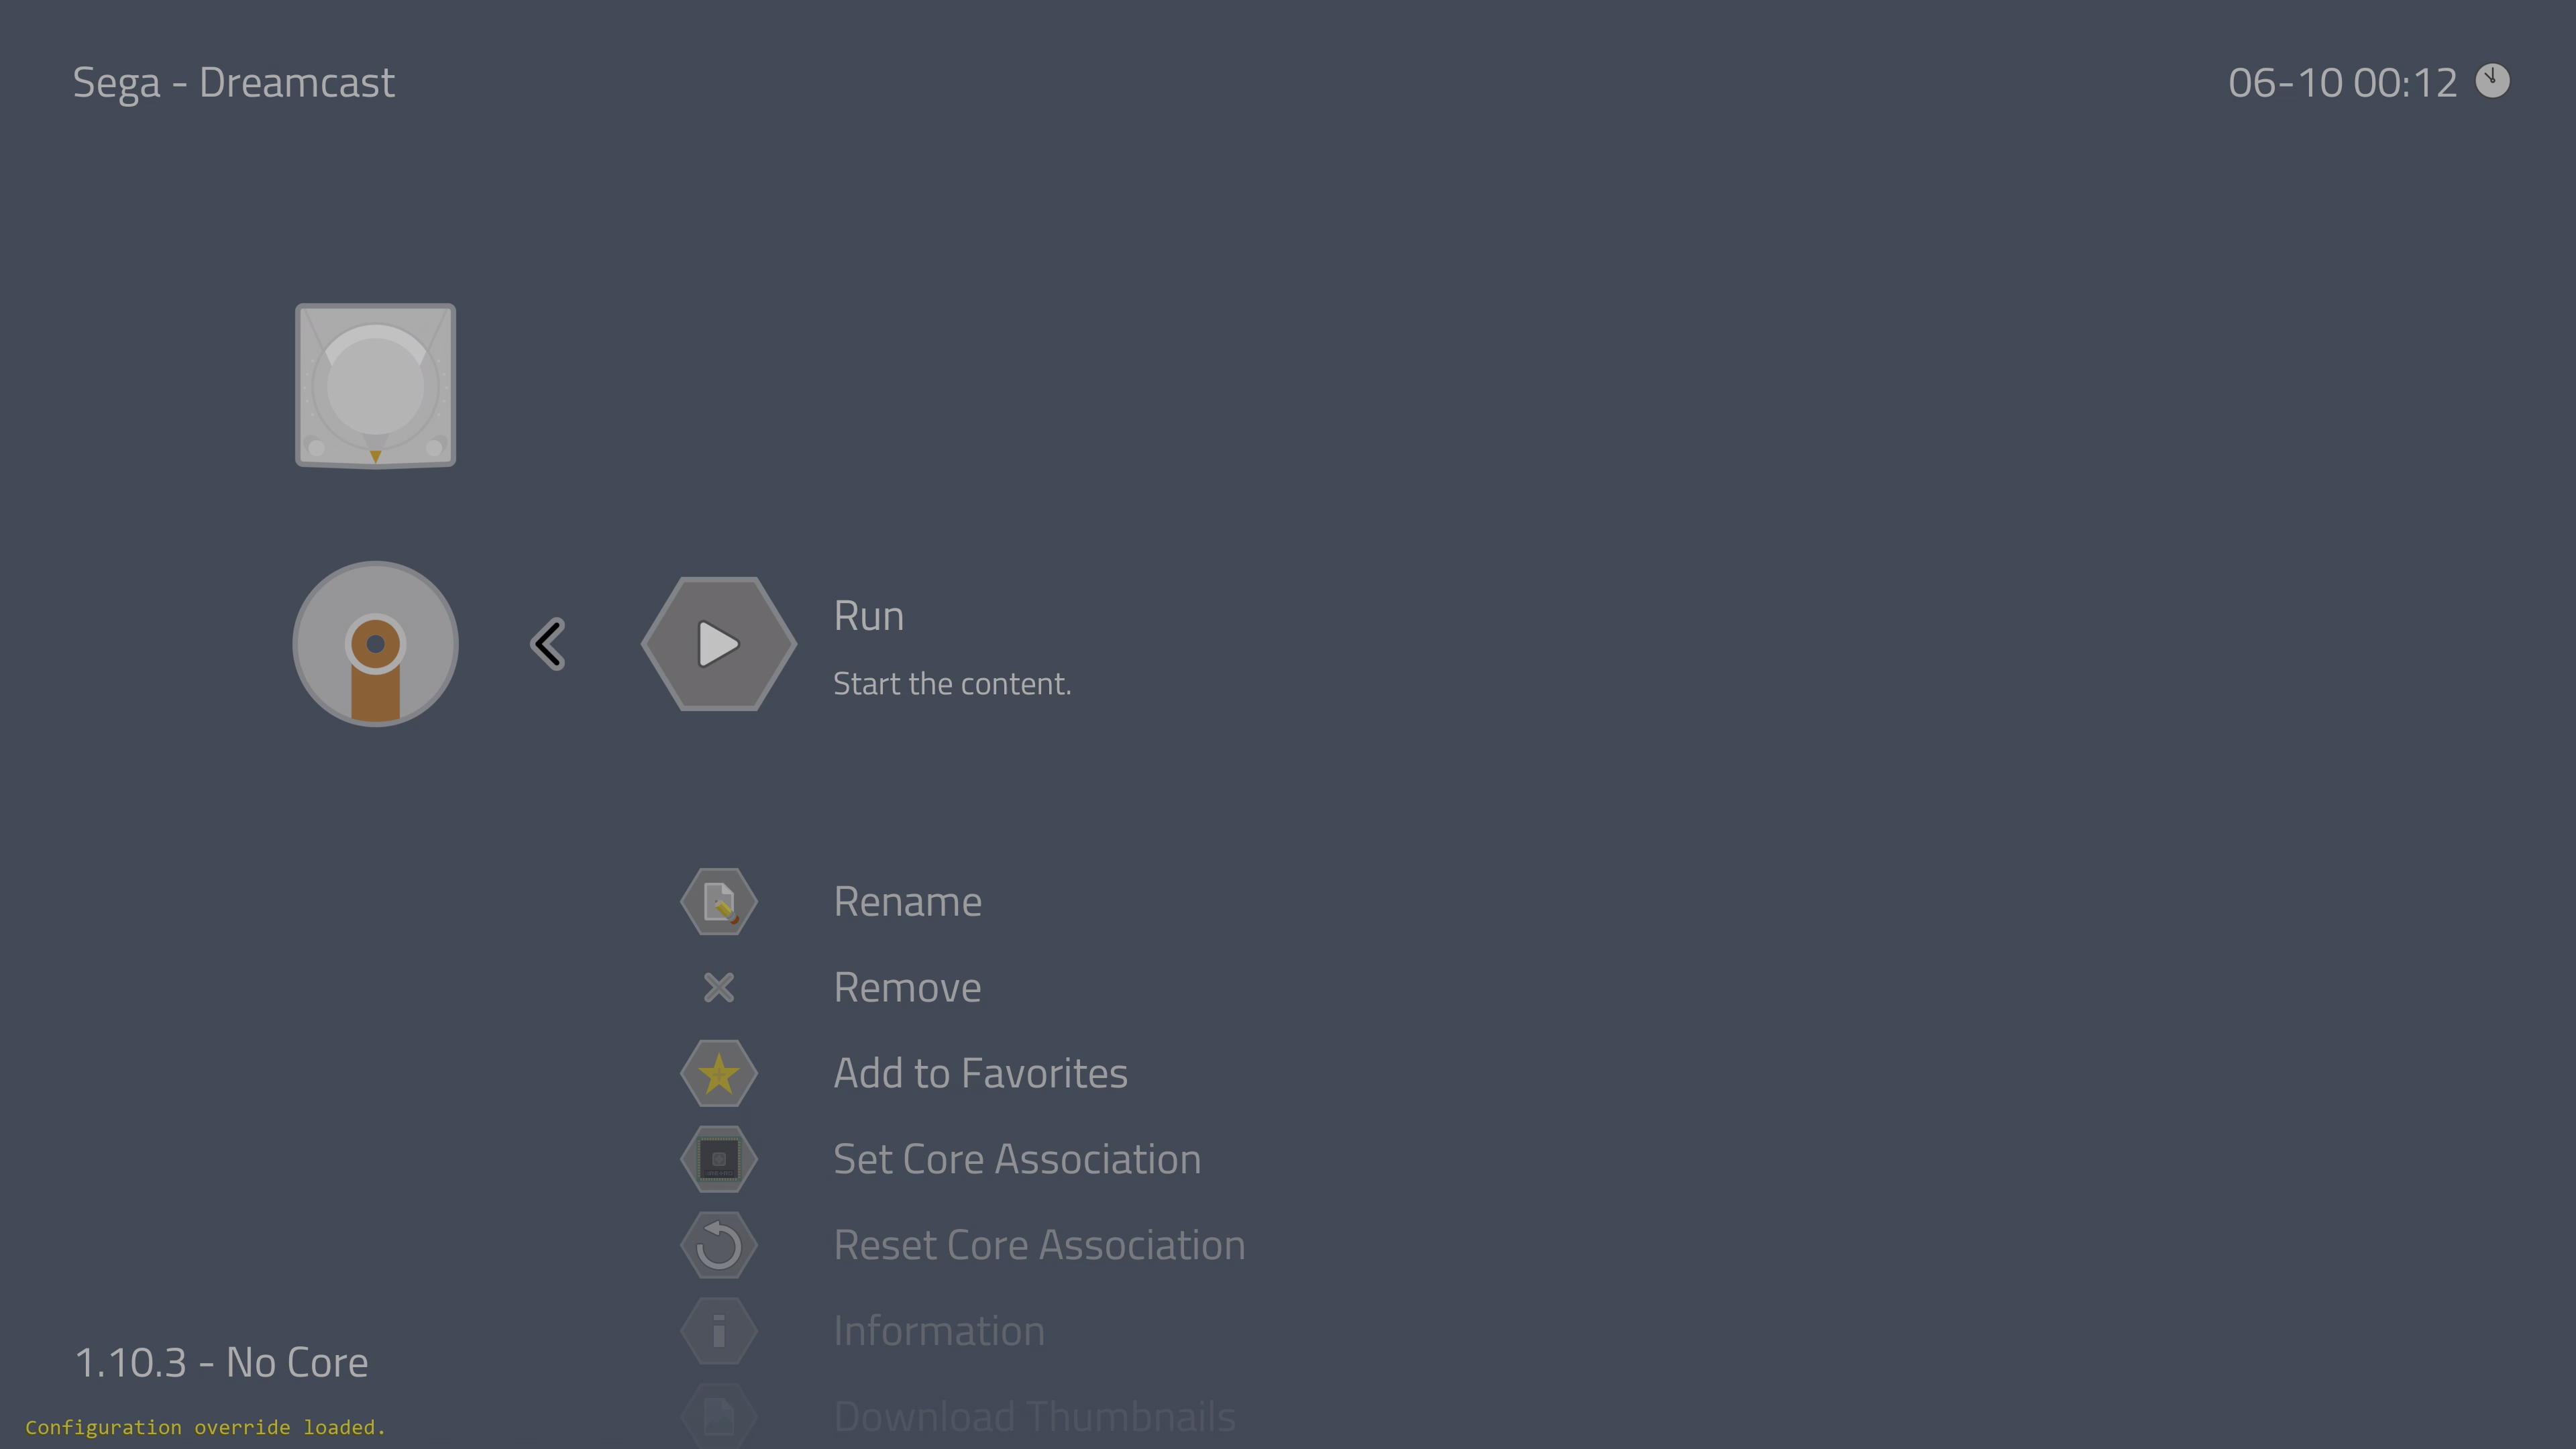 Sega - Dreamcast
06-10 00:12
Run
Start the content.
Rename
Remove
Add to Favorites
Set Core Association
Reset Core Association
Information
Download Thumbnails
1.10.3 - No Core
Configuration override loaded.